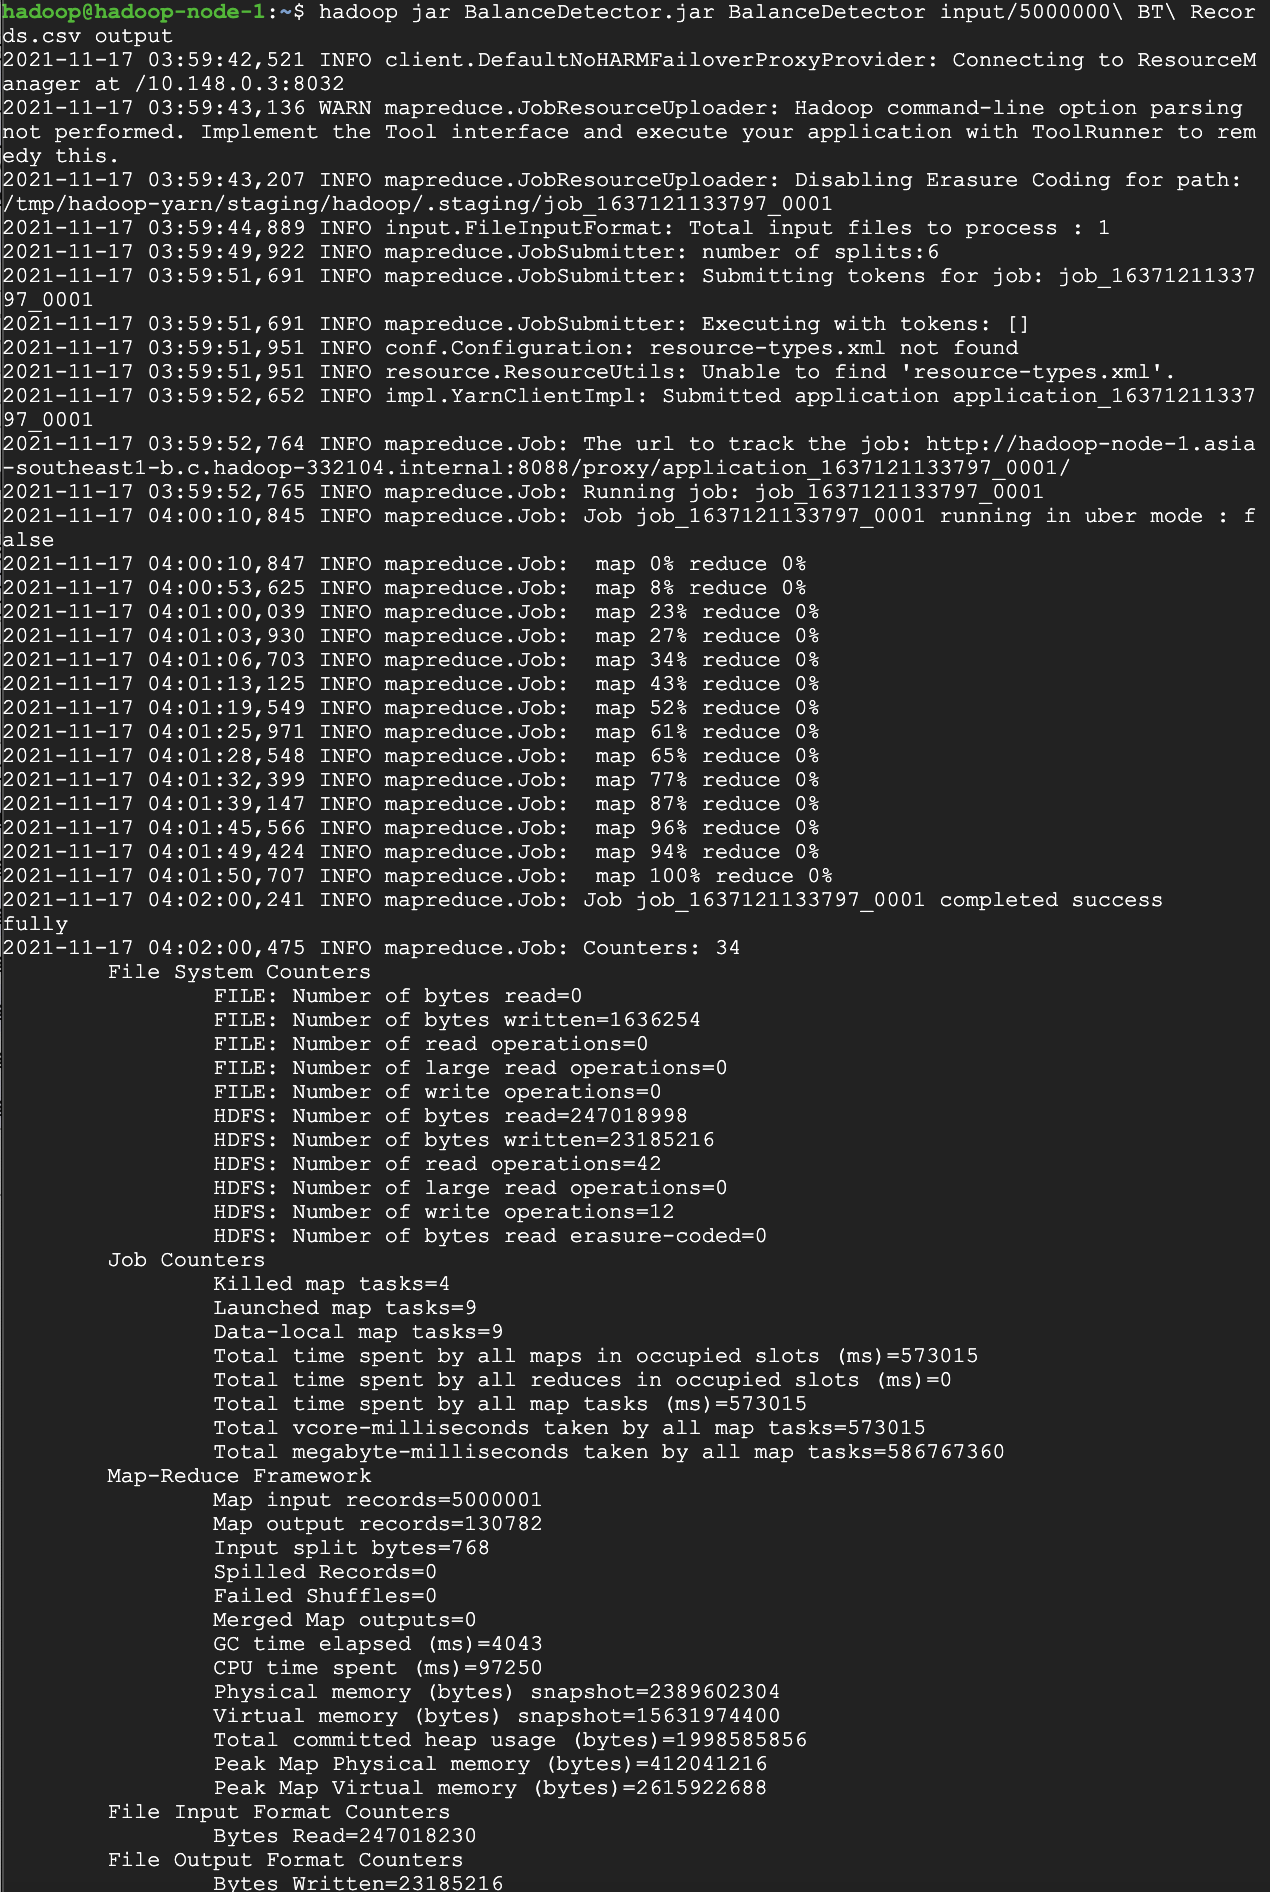 hadoop@hadoop-node-1:~$ hadoop jar BalanceDetector.jar BalanceDetector input/5000000\ BT\ Recor
ds.csv output
2021-11-17 03:59:42,521 INFO client.DefaultNoHARMFailoverProxyProvider: Connecting to ResourceM
anager at /10.148.0.3:8032
2021-11-17 03:59:43,136 WARN mapreduce.JobResourceUploader: Hadoop command-line option parsing
not performed. Implement the Tool interface and execute your application with ToolRunner to rem
edy this.
2021-11-17 03:59:43,207 INFO mapreduce.JobResourceUploader: Disabling Erasure Coding for path:
/tmp/hadoop-yarn/staging/hadoop/.staging/job_1637121133797_0001
2021-11-17 03:59:44,889 INFO input.FileInputFormat: Total input files to process : 1
2021-11-17 03:59:49,922 INFO mapreduce.JobSubmitter: number of splits:6
2021-11-17 03:59:51,691 INFO mapreduce.JobSubmitter: Submitting tokens for job: job_16371211337
97_0001
2021-11-17 03:59:51,691 INFO mapreduce.JobSubmitter: Executing with tokens: []
2021-11-17 03:59:51,951 INFO conf.Configuration: resource-types.xml not found
2021-11-17 03:59:51,951 INFO resource.ResourceUtils: Unable to find 'resource-types.xml'.
2021-11-17 03:59:52,652 INFO impl.YarnClientImpl: Submitted application application_16371211337
97_0001
2021-11-17 03:59:52,764 INFO mapreduce.Job: The url to track the job: http://hadoop-node-1.asia
-southeast1-b.c.hadoop-332104.internal:8088/proxy/application_1637121133797_0001/
2021-11-17 03:59:52,765 INFO mapreduce.Job: Running job: job_1637121133797_0001
2021-11-17 04:00:10,845 INFO mapreduce.Job: Job job_1637121133797_0001 running in uber mode : f
alse
2021-11-17 04:00:10,847 INFO mapreduce.Job:  map 0% reduce 0%
2021-11-17 04:00:53,625 INFO mapreduce.Job:  map 8% reduce 0%
2021-11-17 04:01:00,039 INFO mapreduce.Job:  map 23% reduce 0%
2021-11-17 04:01:03,930 INFO mapreduce.Job:  map 27% reduce 0%
2021-11-17 04:01:06,703 INFO mapreduce.Job:  map 34% reduce 0%
2021-11-17 04:01:13,125 INFO mapreduce.Job:  map 43% reduce 0%
2021-11-17 04:01:19,549 INFO mapreduce.Job:  map 52% reduce 0%
2021-11-17 04:01:25,971 INFO mapreduce.Job:  map 61% reduce 0%
2021-11-17 04:01:28,548 INFO mapreduce.Job:  map 65% reduce 0%
2021-11-17 04:01:32,399 INFO mapreduce.Job:  map 77% reduce 0%
2021-11-17 04:01:39,147 INFO mapreduce.Job:  map 87% reduce 0%
2021-11-17 04:01:45,566 INFO mapreduce.Job:  map 96% reduce 0%
2021-11-17 04:01:49,424 INFO mapreduce.Job:  map 94% reduce 0%
2021-11-17 04:01:50,707 INFO mapreduce.Job:  map 100% reduce 0%
2021-11-17 04:02:00,241 INFO mapreduce.Job: Job job_1637121133797_0001 completed success
fully
2021-11-17 04:02:00,475 INFO mapreduce.Job: Counters: 34
File System Counters
FILE: Number of bytes read=0
FILE: Number of bytes written=1636254
FILE: Number of read operations=0
FILE: Number of large read operations=0
FILE: Number of write operations=0
HDFS: Number of bytes read=247018998
HDFS: Number of bytes written=23185216
HDFS: Number of read operations=42
HDFS: Number of large read operations=0
HDFS: Number of write operations=12
HDFS: Number of bytes read erasure-coded=0
Job Counters
Killed map tasks=4
Launched map tasks=9
Data-local map tasks=9
Total time spent by all maps in occupied slots (ms)=573015
Total time spent by all reduces in occupied slots (ms)=0
Total time spent by all map tasks (ms)=573015
Total vcore-milliseconds taken by all map tasks=573015
Total megabyte-milliseconds taken by all map tasks=586767360
Map-Reduce Framework
Map input records=5000001
Map output records=130782
Input split bytes=768
Spilled Records=0
Failed Shuffles=0
Merged Map outputs=0
GC time elapsed (ms)=4043
CPU time spent (ms)=97250
Physical memory (bytes) snapshot=2389602304
Virtual memory (bytes) snapshot=15631974400
Total committed heap usage (bytes)=1998585856
Peak Map Physical memory (bytes)=412041216
Peak Map Virtual memory (bytes)=2615922688
File Input Format Counters
Bytes Read=247018230
File Output Format Counters
Bytes Written=23185216